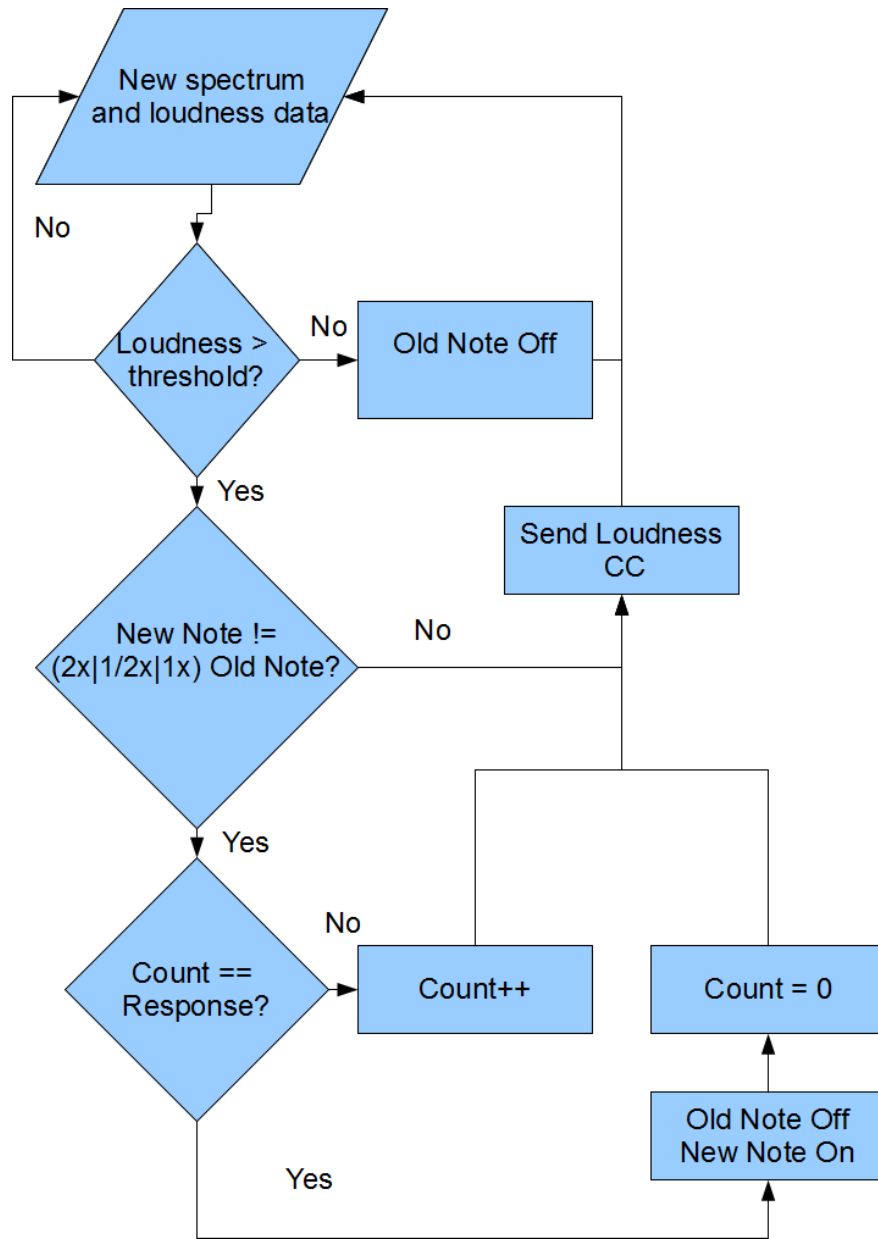 New spectrum
and loudness data
No
Loudness >
threshold?
No
Old Note Off
Yes
Send Loudness
CC
New Note !=
(2x|1/2x|1x) Old Note?
No
Yes
Count ==
Response?
No
Count++
Count = 0
Old Note Off
New Note On
Yes